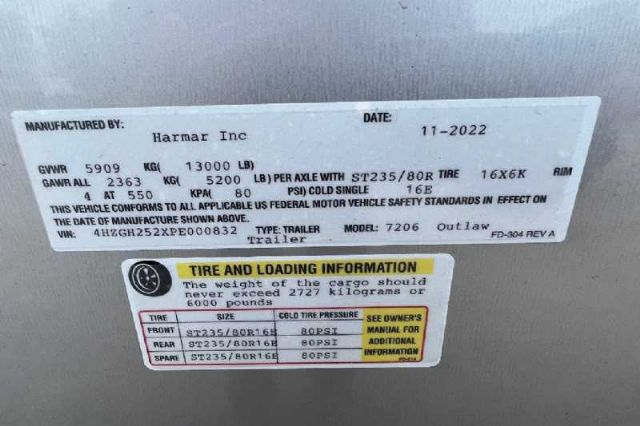 MANUFACTURED BY: Harmar Inc DATE: 11-2022
GVWR 5909 KG( 13000 LB)
GAWR ALL 2363 KG( 5200 LB) PER AXLE WITH ST235/80R TIRE 16X6K RIM
4 AT 550 KPA( 80 PSI) COLD SINGLE 16E
THIS VEHICLE CONFORMS TO ALL APPLICABLE US FEDERAL MOTOR VEHICLE SAFETY STANDARDS IN EFFECT ON
THE DATE OF MANUFACTURE SHOWN ABOVE.
VIN: 4HZGH252XPE000832 TYPE: TRAILER MODEL: 7206 Outlaw
Trailer FD-304 REV A
TIRE AND LOADING INFORMATION
The weight of the cargo should
never exceed 2727 kilograms or
6000 pounds
TIRE SIZE COLD TIRE PRESSURE SEE OWNER'S
FRONT ST235/80R16E 80PSI MANUAL FOR
REAR ST235/80R16E 80PSI ADDITIONAL
SPARE ST235/80R16E 80PSI INFORMATION